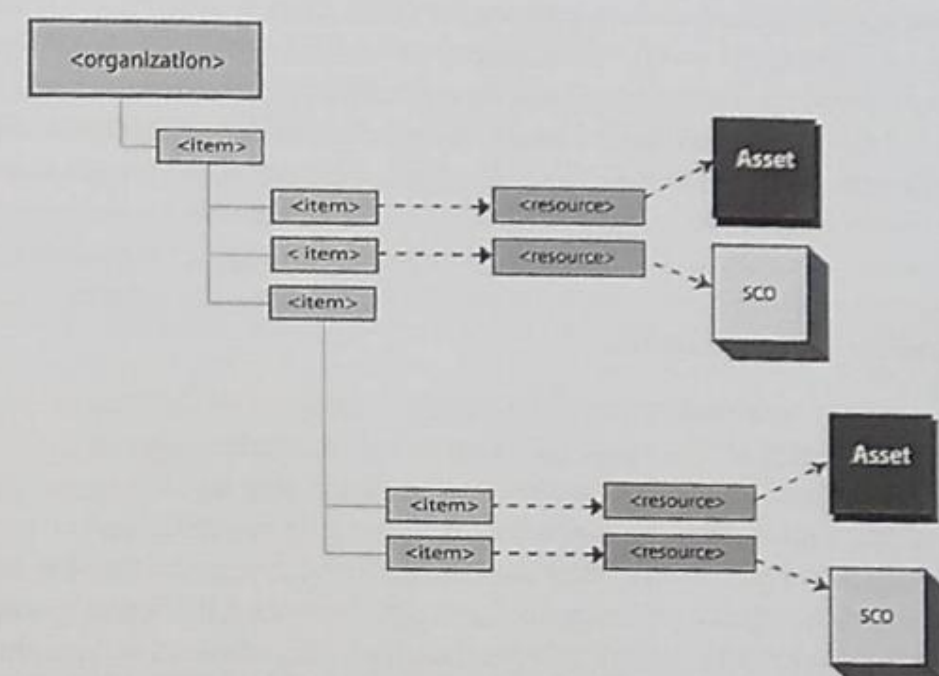 <organization>
<item>
<item>
<resource>
Asset
< item>
<resource>
SCO
<item>
<item>
<resource>
Asset
<item>
<resource>
SCO